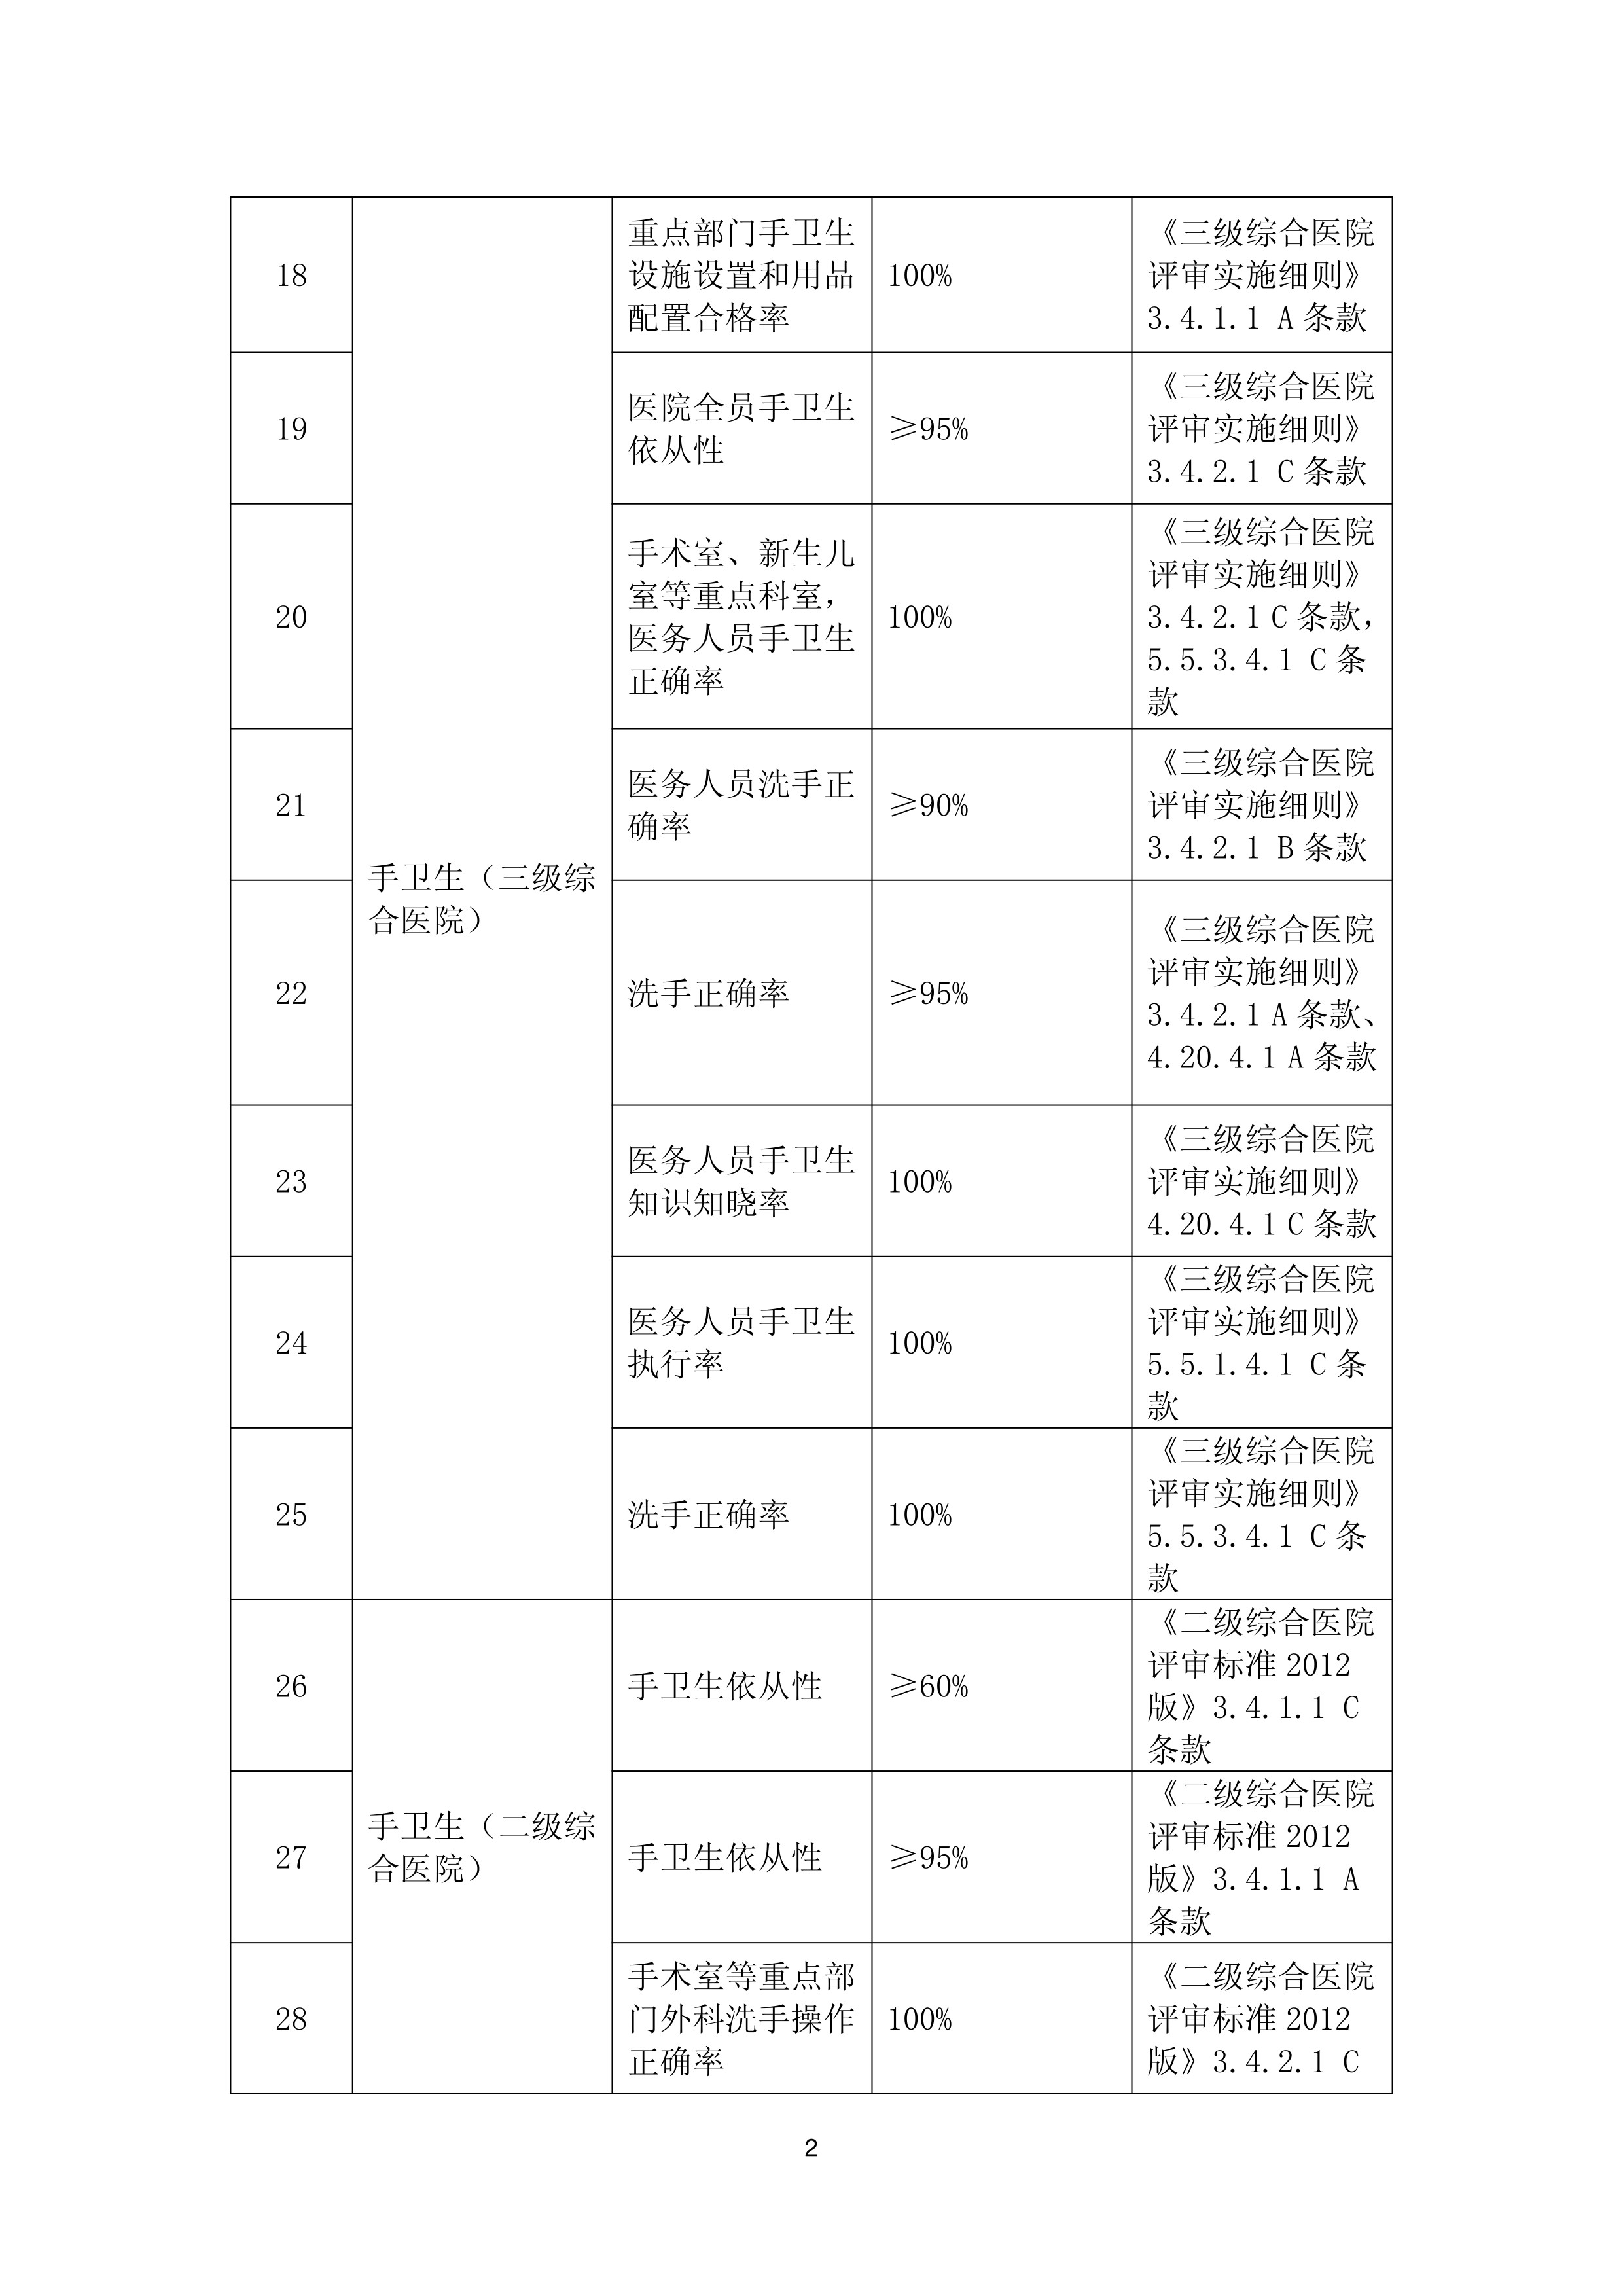 18
重点部门手卫生
设施设置和用品
配置合格率
100%
《三级综合医院
评审实施细则》
3.4.1.1 A 条款
19
医院全员手卫生
依从性
≥95%
《三级综合医院
评审实施细则》
3.4.2.1 C 条款
20
手术室、新生儿
室等重点科室，
医务人员手卫生
正确率
100%
《三级综合医院
评审实施细则》
3.4.2.1 C 条款，
5.5.3.4.1 C 条
款
21
医务人员洗手正
确率
≥90%
《三级综合医院
评审实施细则》
3.4.2.1 B 条款
手卫生（三级综
合医院）
22
洗手正确率
≥95%
《三级综合医院
评审实施细则》
3.4.2.1 A 条款、
4.20.4.1 A 条款
23
医务人员手卫生
知识知晓率
100%
《三级综合医院
评审实施细则》
4.20.4.1 C 条款
24
医务人员手卫生
执行率
100%
《三级综合医院
评审实施细则》
5.5.1.4.1 C 条
款
25
洗手正确率
100%
《三级综合医院
评审实施细则》
5.5.3.4.1 C 条
款
26
手卫生依从性
≥60%
《二级综合医院
评审标准 2012
版》3.4.1.1 C
条款
手卫生（二级综
合医院）
27
手卫生依从性
≥95%
《二级综合医院
评审标准 2012
版》3.4.1.1 A
条款
28
手术室等重点部
门外科洗手操作
正确率
100%
《二级综合医院
评审标准 2012
版》3.4.2.1 C
2